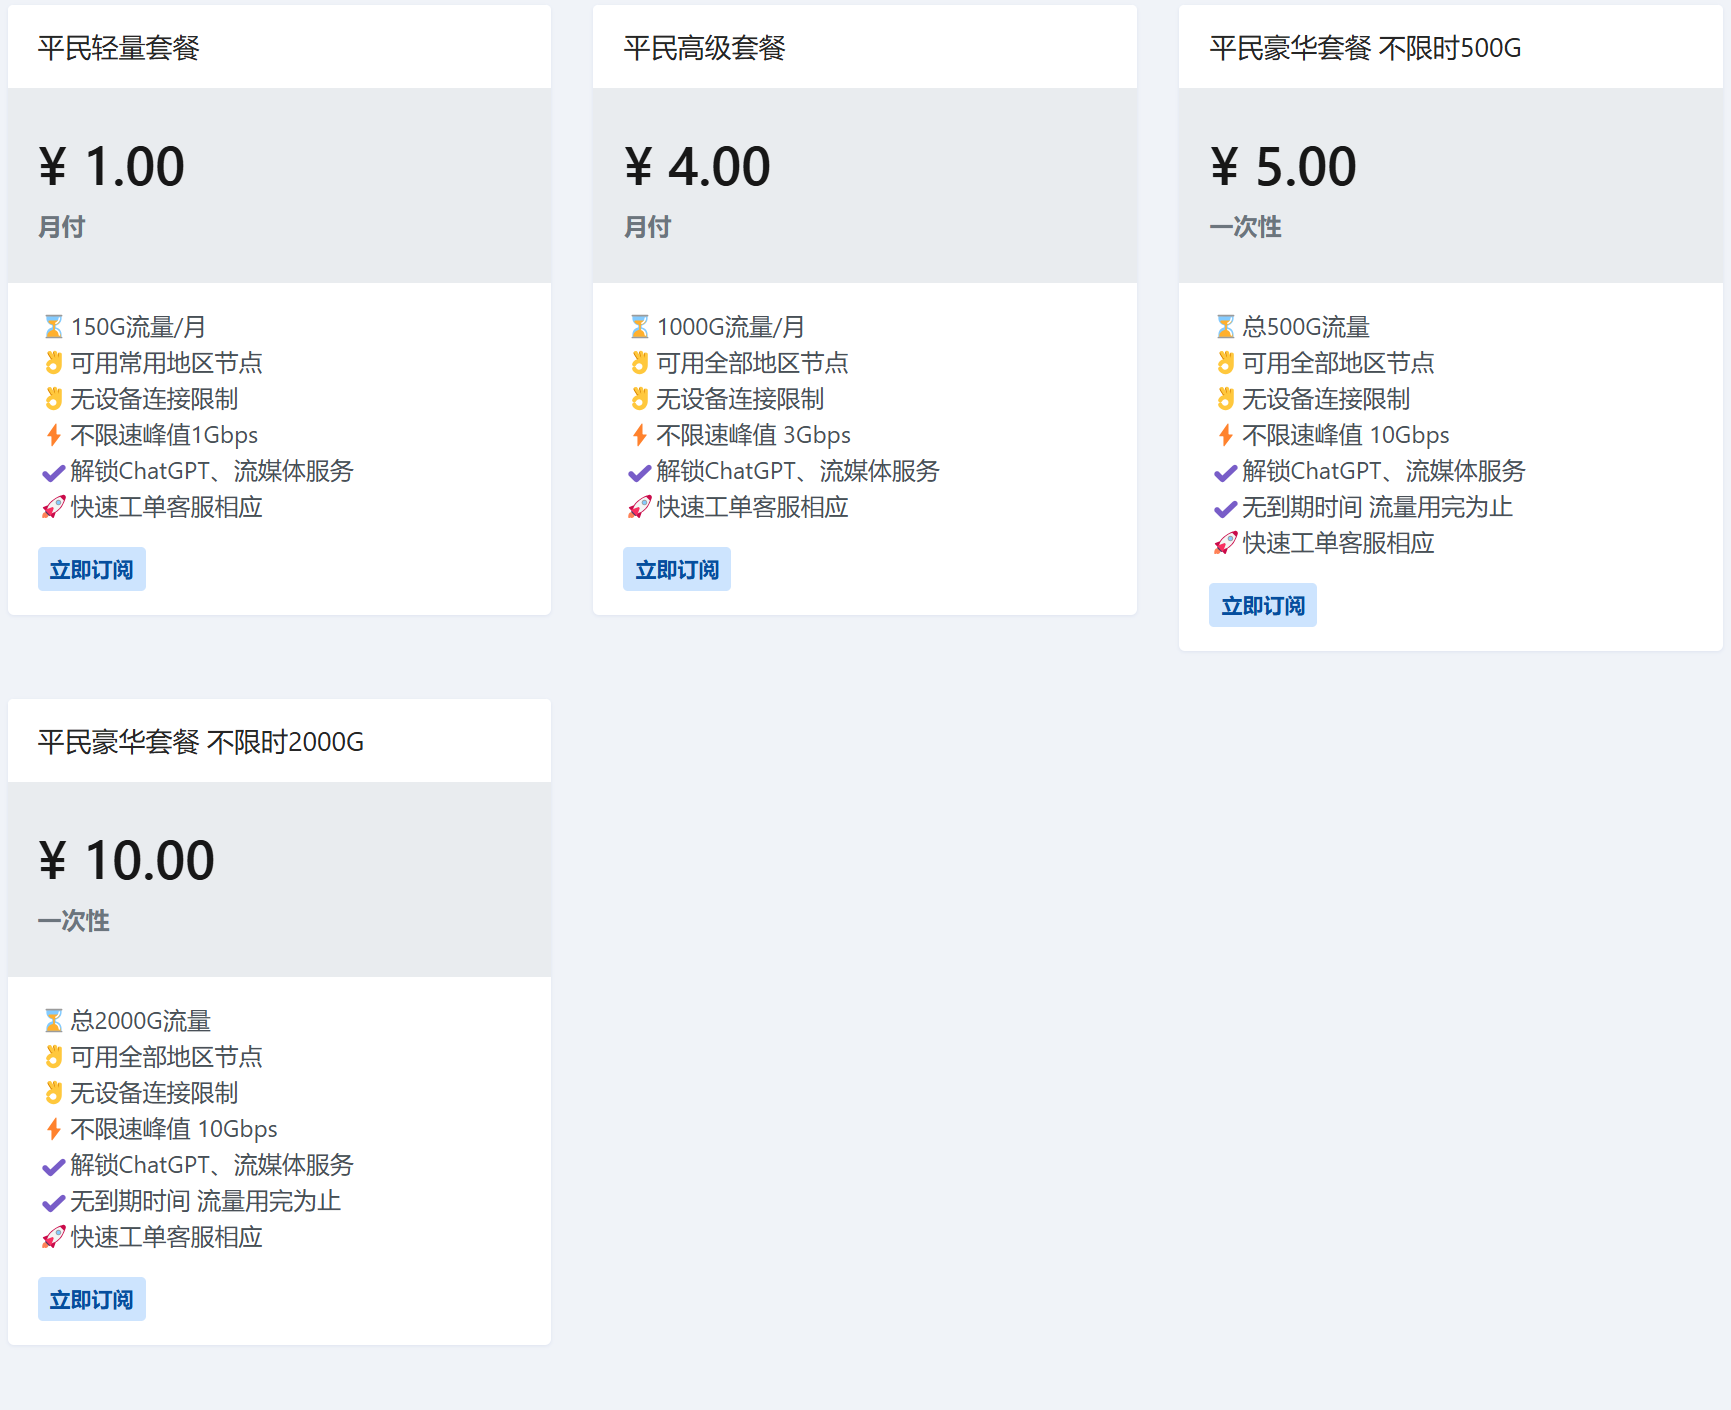 平民轻量套餐
¥ 1.00
月付
⏳150G流量/月
👌可用常用地区节点
👌无设备连接限制
⚡不限速峰值1Gbps
✔解锁ChatGPT、流媒体服务
🚀快速工单客服相应
立即订阅
平民高级套餐
¥ 4.00
月付
⏳1000G流量/月
👌可用全部地区节点
👌无设备连接限制
⚡不限速峰值 3Gbps
✔解锁ChatGPT、流媒体服务
🚀快速工单客服相应
立即订阅
平民豪华套餐 不限时500G
¥ 5.00
一次性
⏳总500G流量
👌可用全部地区节点
👌无设备连接限制
⚡不限速峰值 10Gbps
✔解锁ChatGPT、流媒体服务
✔无到期时间 流量用完为止
🚀快速工单客服相应
立即订阅
平民豪华套餐 不限时2000G
¥ 10.00
一次性
⏳总2000G流量
👌可用全部地区节点
👌无设备连接限制
⚡不限速峰值 10Gbps
✔解锁ChatGPT、流媒体服务
✔无到期时间 流量用完为止
🚀快速工单客服相应
立即订阅